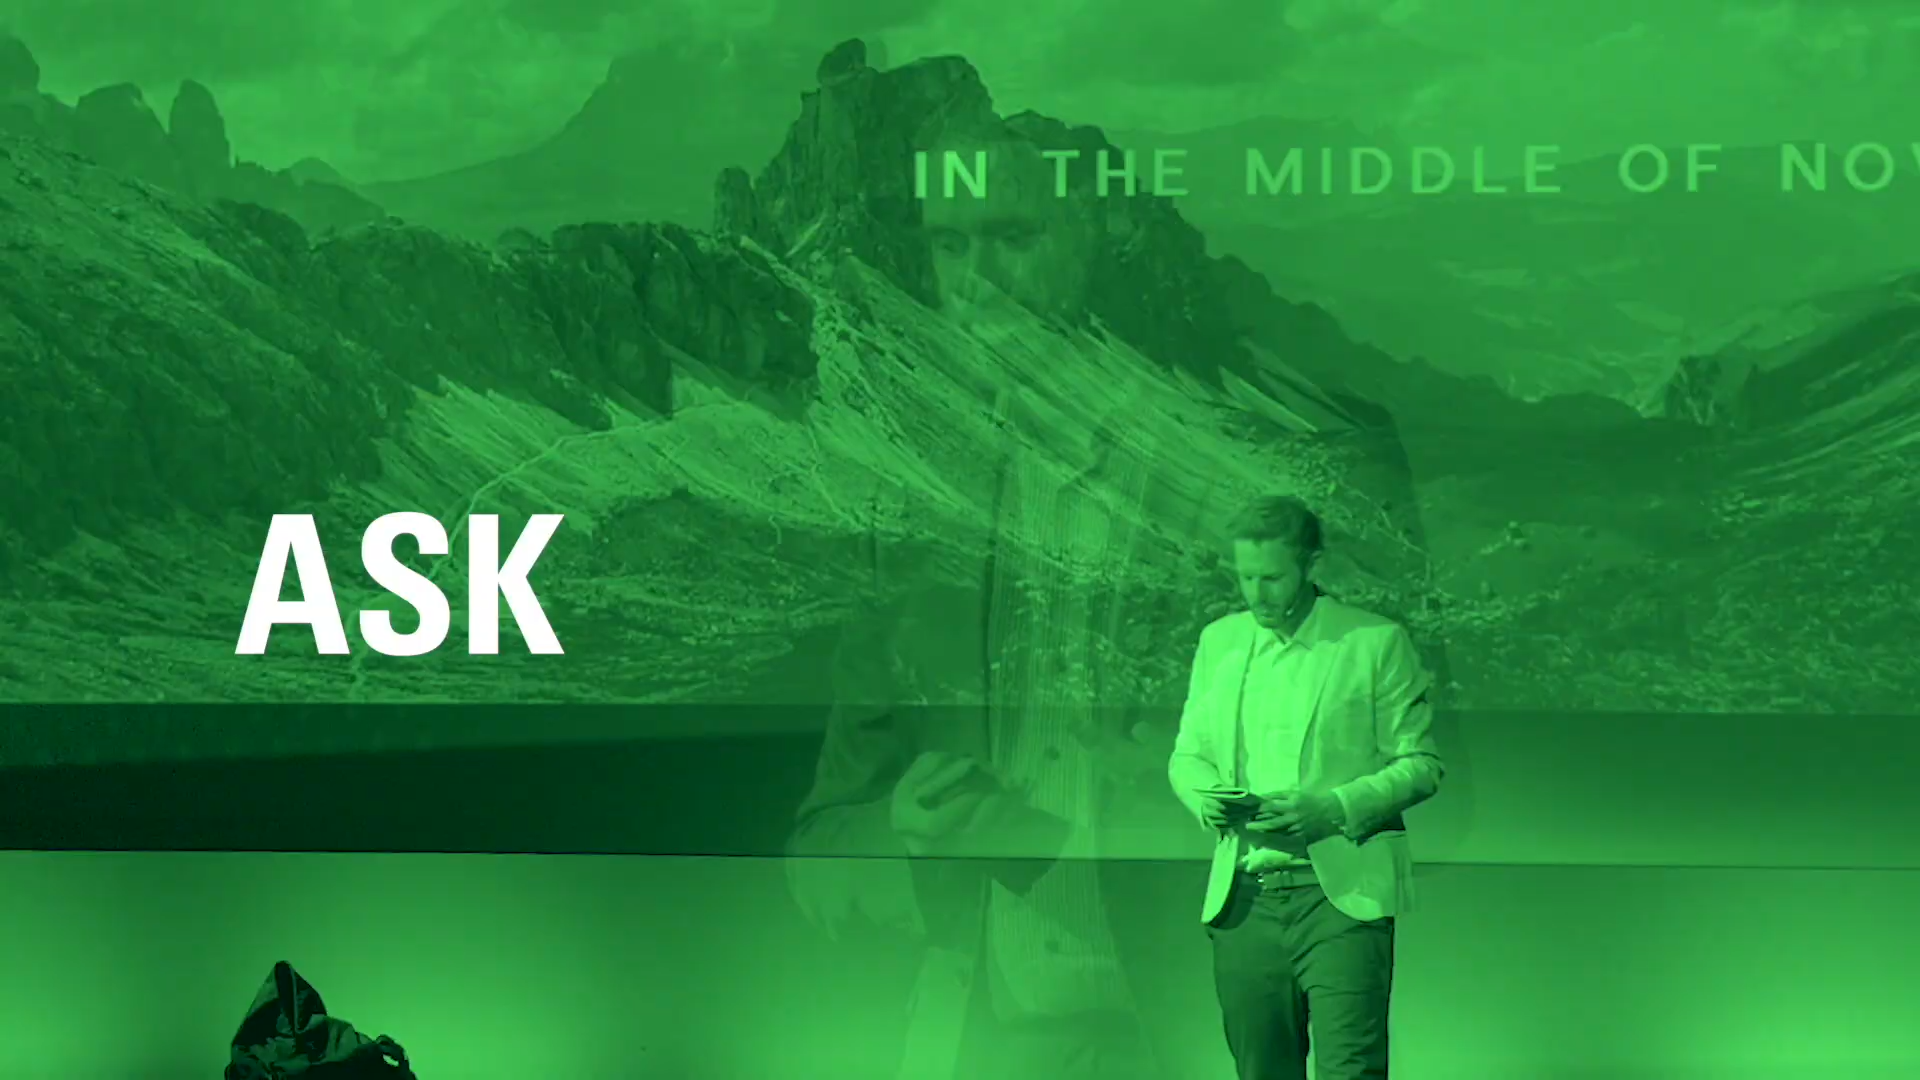 IN THE MIDDLE OF NOV
ASK